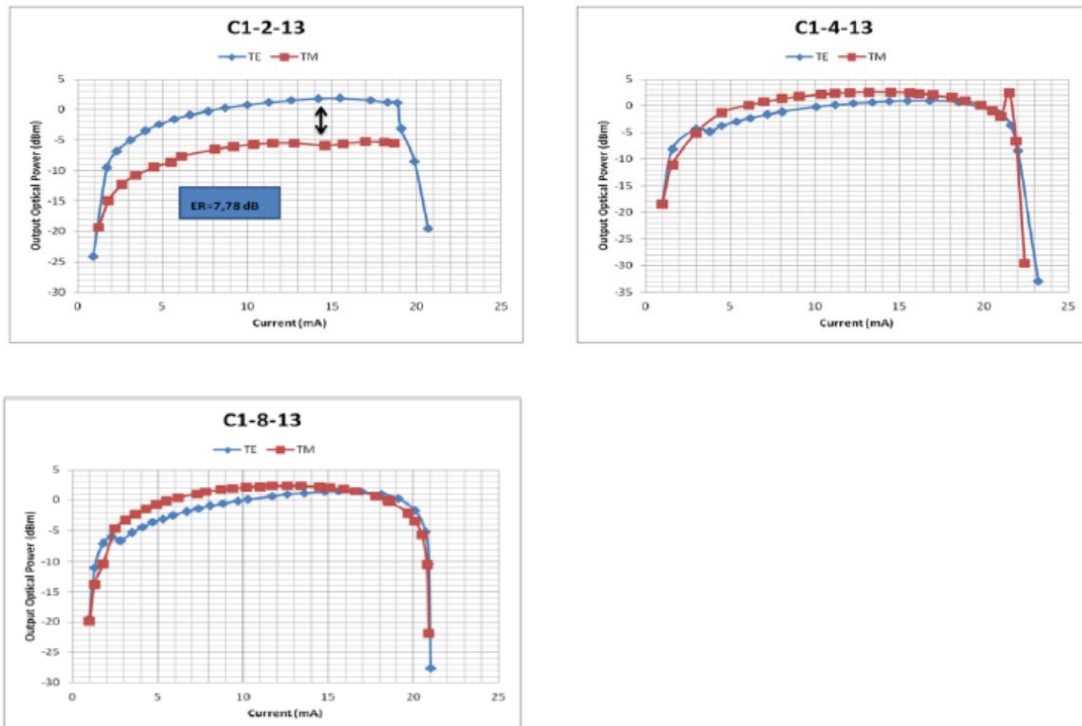 C1-2-13
TE TM
5
0
-5
-10
-15
-20
-25
-30
Output Optical Power (dBm)
ER=7,78 dB
0 5 10 15 20 25
Current (mA)
C1-4-13
TE TM
5
0
-5
-10
-15
-20
-25
-30
-35
Output Optical Power (dBm)
0 5 10 15 20 25
Current (mA)
C1-8-13
TE TM
5
0
-5
-10
-15
-20
-25
-30
Output Optical Power (dBm)
0 5 10 15 20 25
Current (mA)